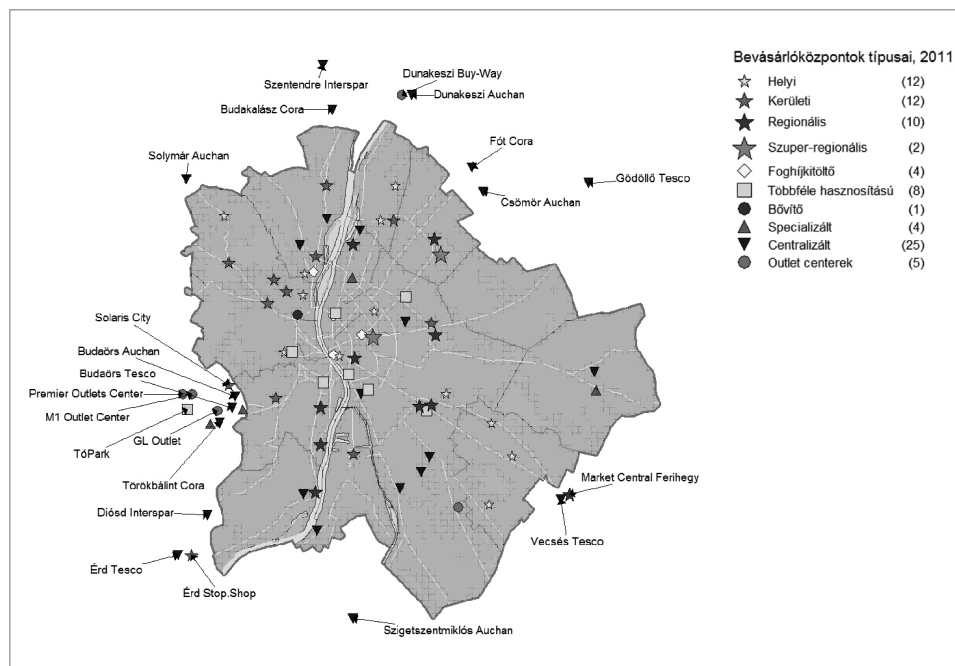 Bevásárlóközpontok típusai, 2011
Helyi (12)
Kerületi (12)
Regionális (10)
Szuper-regionális (2)
Foghíjkitöltő (4)
Többféle hasznosítású (8)
Bővítő (1)
Specializált (4)
Centralizált (25)
Outlet centerek (5)
Szentendre Interspar
Dunakeszi Buy-Way
Dunakeszi Auchan
Budakalász Cora
Solymár Auchan
Fót Cora
Gödöllő Tesco
Csömör Auchan
Solaris City
Budaörs Auchan
Budaörs Tesco
Premier Outlets Center
M1 Outlet Center
GL Outlet
TóPark
Törökbálint Cora
Market Central Ferihegy
Diósd Interspar
Vecsés Tesco
Érd Tesco
Érd Stop.Shop
Szigetszentmiklós Auchan